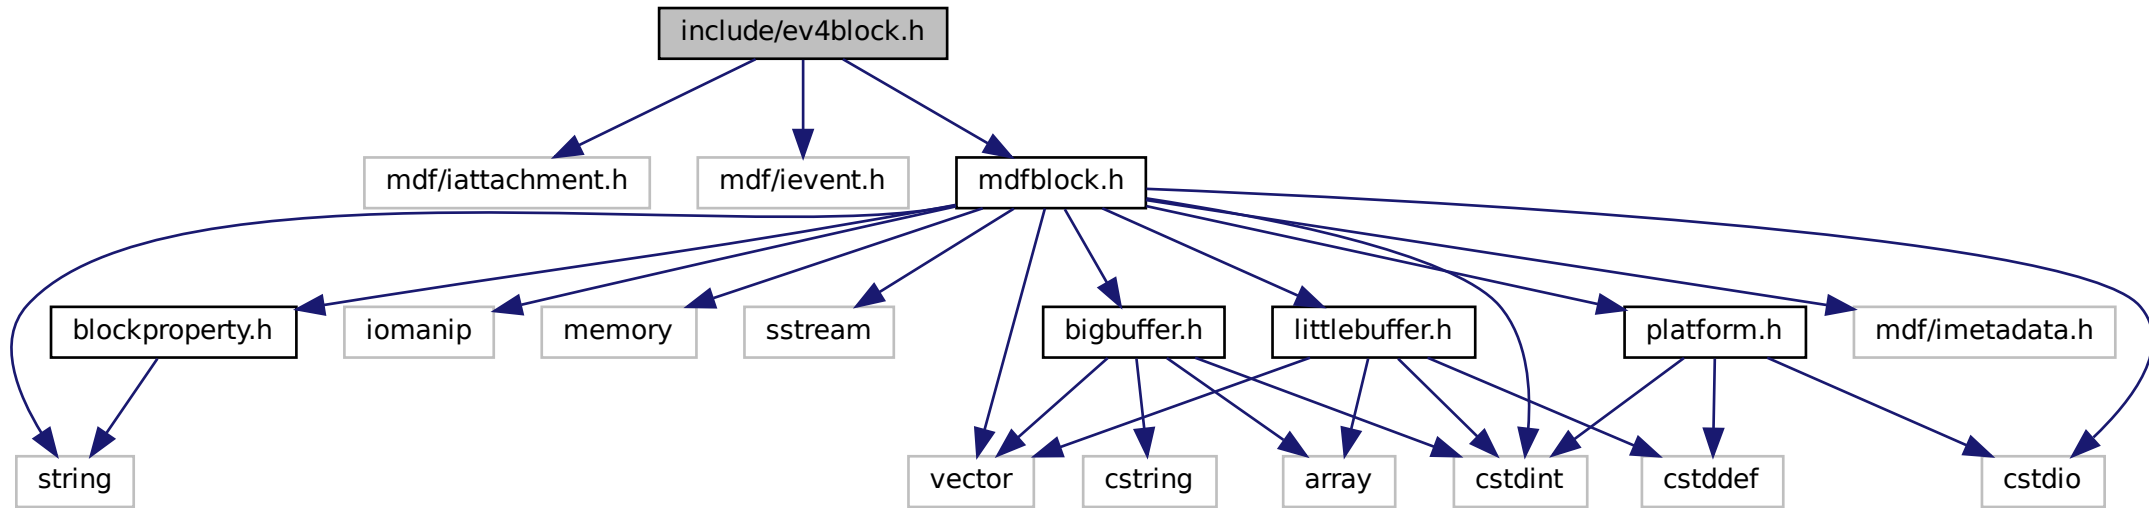 include/ev4block.h
mdf/iattachment.h
mdf/ievent.h
mdfblock.h
blockproperty.h
iomanip
memory
sstream
bigbuffer.h
littlebuffer.h
platform.h
mdf/imetadata.h
string
vector
cstring
array
cstdint
cstddef
cstdio